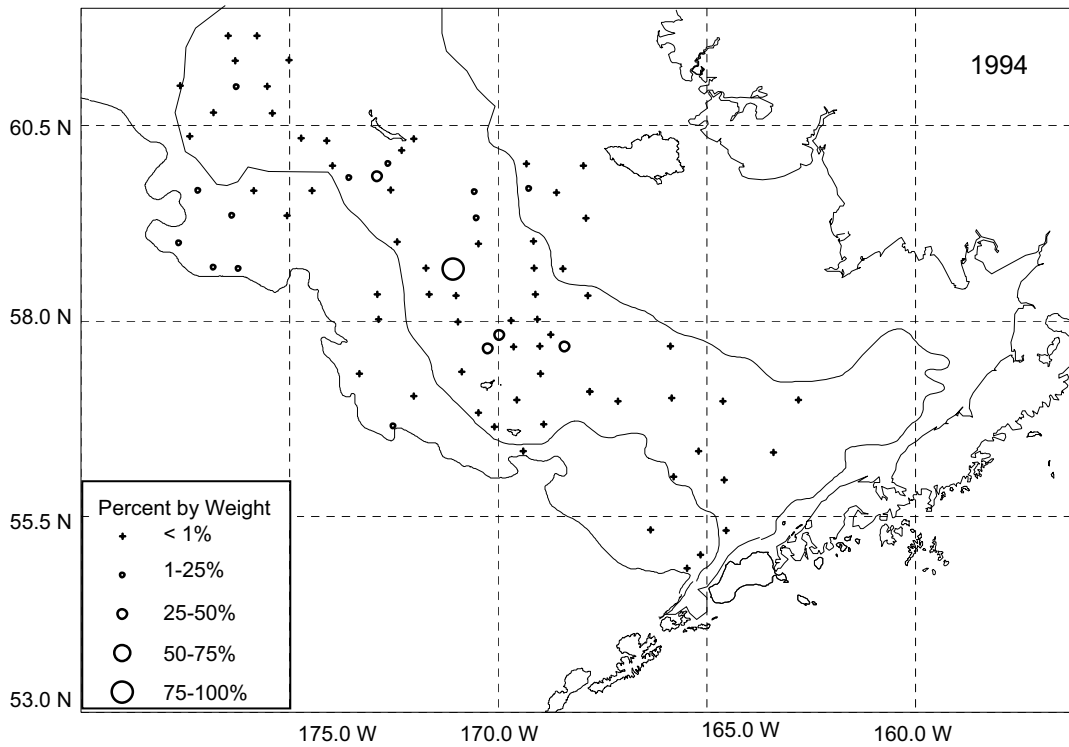 1994
60.5 N
58.0 N
55.5 N
53.0 N
Percent by Weight
< 1%
1-25%
25-50%
50-75%
75-100%
175.0 W
170.0 W
165.0 W
160.0 W